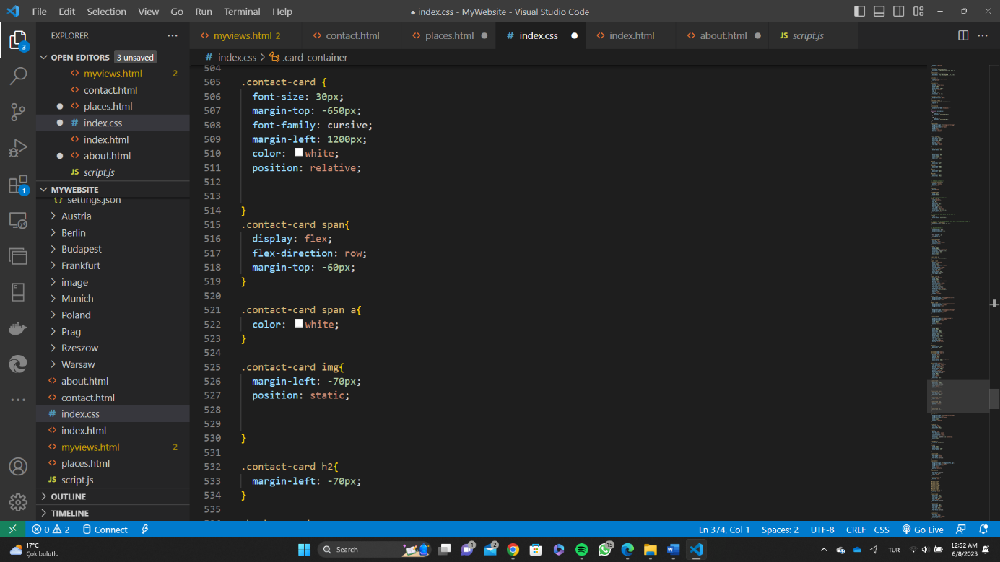 File Edit Selection View Go Run Terminal Help
● index.css - MyWebsite - Visual Studio Code
EXPLORER
myviews.html 2
contact.html
places.html
index.css
index.html
about.html
script.js
OPEN EDITORS 3 unsaved
myviews.html 2
contact.html
places.html
index.css
index.html
about.html
script.js
MYWEBSITE
settings.json
Austria
Berlin
Budapest
Frankfurt
image
Munich
Poland
Prag
Rzeszow
Warsaw
about.html
contact.html
index.css
index.html
myviews.html 2
places.html
script.js
OUTLINE
TIMELINE
3
1
index.css > .card-container
504
505 .contact-card {
506 font-size: 30px;
507 margin-top: -650px;
508 font-family: cursive;
509 margin-left: 1200px;
510 color: white;
511 position: relative;
512
513
514 }
515 .contact-card span{
516 display: flex;
517 flex-direction: row;
518 margin-top: -60px;
519 }
520
521 .contact-card span a{
522 color: white;
523 }
524
525 .contact-card img{
526 margin-left: -70px;
527 position: static;
528
529
530 }
531
532 .contact-card h2{
533 margin-left: -70px;
534 }
535
0 2 Connect
Ln 374, Col 1 Spaces: 2 UTF-8 CRLF CSS Go Live
17°C
Çok bulutlu
Search
1
2
15
TUR
12:52 AM
6/8/2023